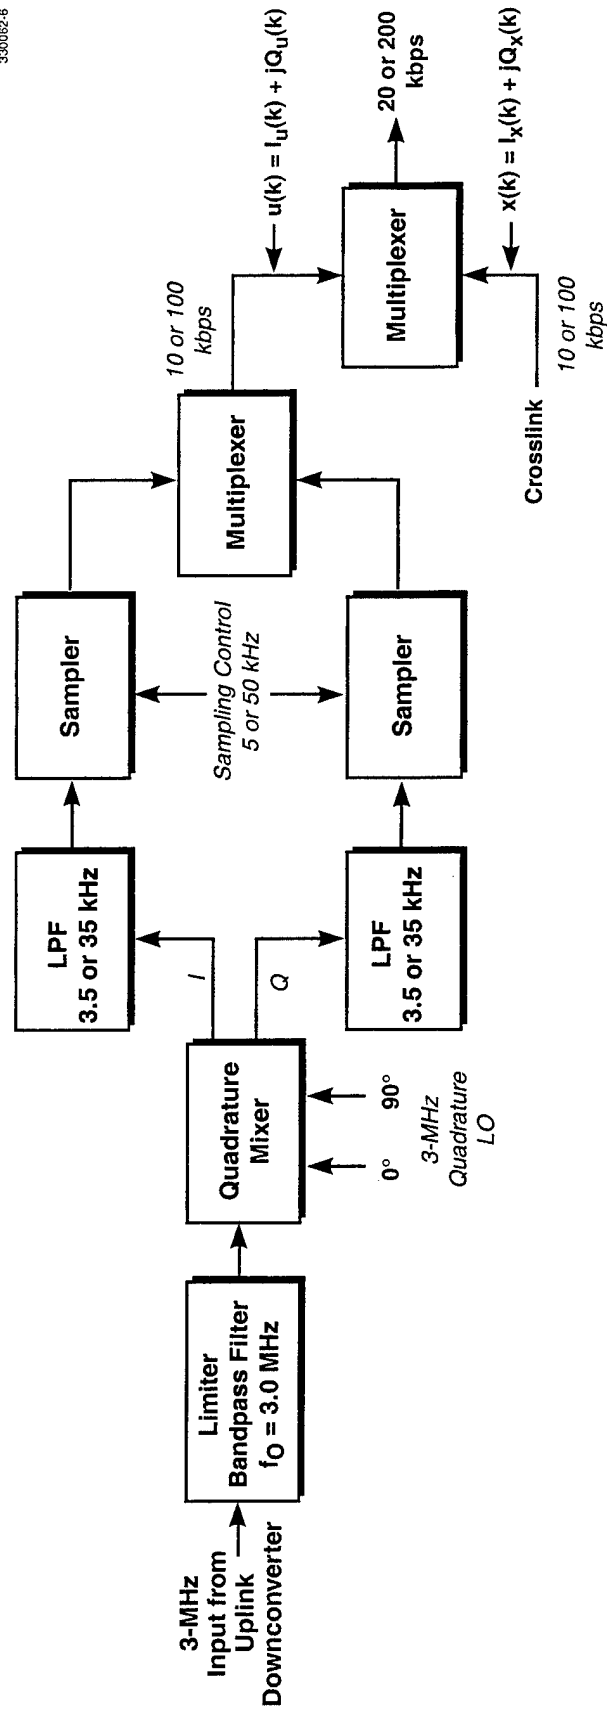 330062-6
3-MHz
Input from
Uplink
Downconverter
Limiter
Bandpass Filter
fO = 3.0 MHz
Quadrature
Mixer
0°
90°
3-MHz
Quadrature
LO
I
Q
LPF
3.5 or 35 kHz
LPF
3.5 or 35 kHz
Sampler
Sampling Control
5 or 50 kHz
Sampler
Multiplexer
10 or 100
kbps
u(k) = Iu(k) + jQu(k)
Multiplexer
20 or 200
kbps
x(k) = Ix(k) + jQx(k)
Crosslink
10 or 100
kbps